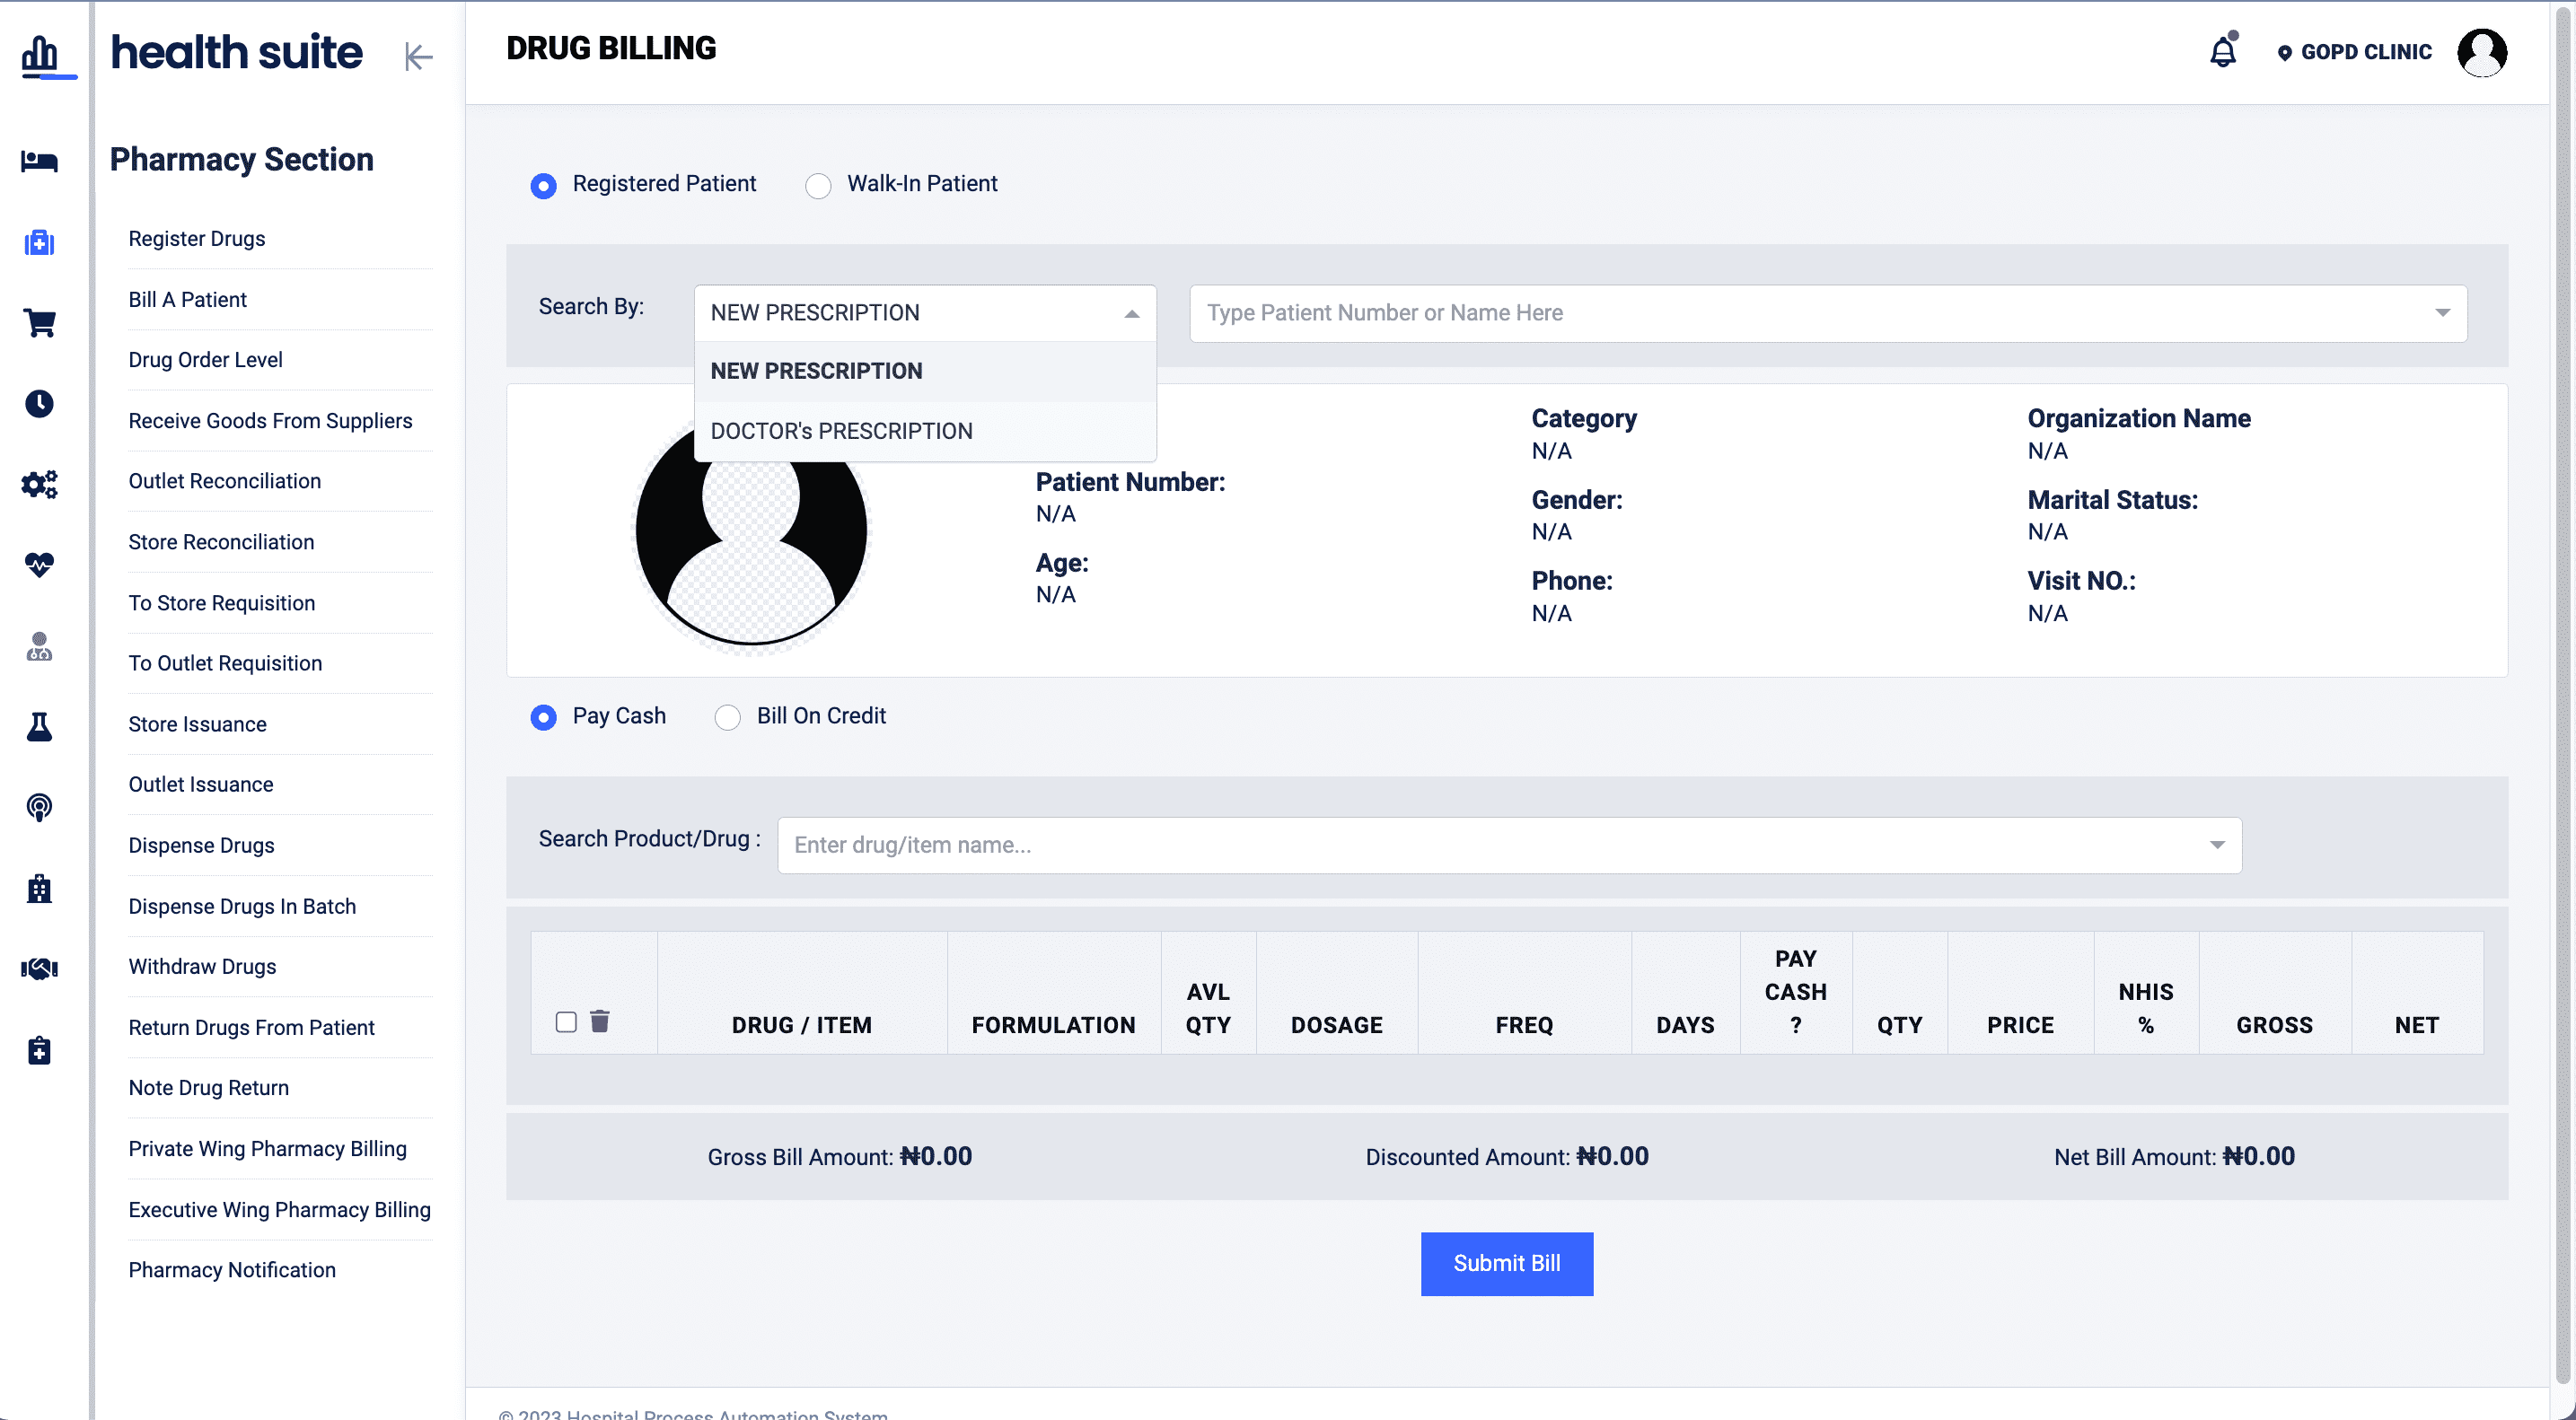 health suite
DRUG BILLING
GOPD CLINIC
Pharmacy Section
Register Drugs
Bill A Patient
Drug Order Level
Receive Goods From Suppliers
Outlet Reconciliation
Store Reconciliation
To Store Requisition
To Outlet Requisition
Store Issuance
Outlet Issuance
Dispense Drugs
Dispense Drugs In Batch
Withdraw Drugs
Return Drugs From Patient
Note Drug Return
Private Wing Pharmacy Billing
Executive Wing Pharmacy Billing
Pharmacy Notification
Registered Patient
Walk-In Patient
Search By:
NEW PRESCRIPTION
Type Patient Number or Name Here
NEW PRESCRIPTION
DOCTOR's PRESCRIPTION
Patient Number:
N/A
Age:
N/A
Category
N/A
Gender:
N/A
Phone:
N/A
Organization Name
N/A
Marital Status:
N/A
Visit NO.:
N/A
Pay Cash
Bill On Credit
Search Product/Drug :
Enter drug/item name...
DRUG / ITEM
FORMULATION
AVL
QTY
DOSAGE
FREQ
DAYS
PAY
CASH
?
QTY
PRICE
NHIS
%
GROSS
NET
Gross Bill Amount: ₦0.00
Discounted Amount: ₦0.00
Net Bill Amount: ₦0.00
Submit Bill
© 2023 Hospital Process Automation System